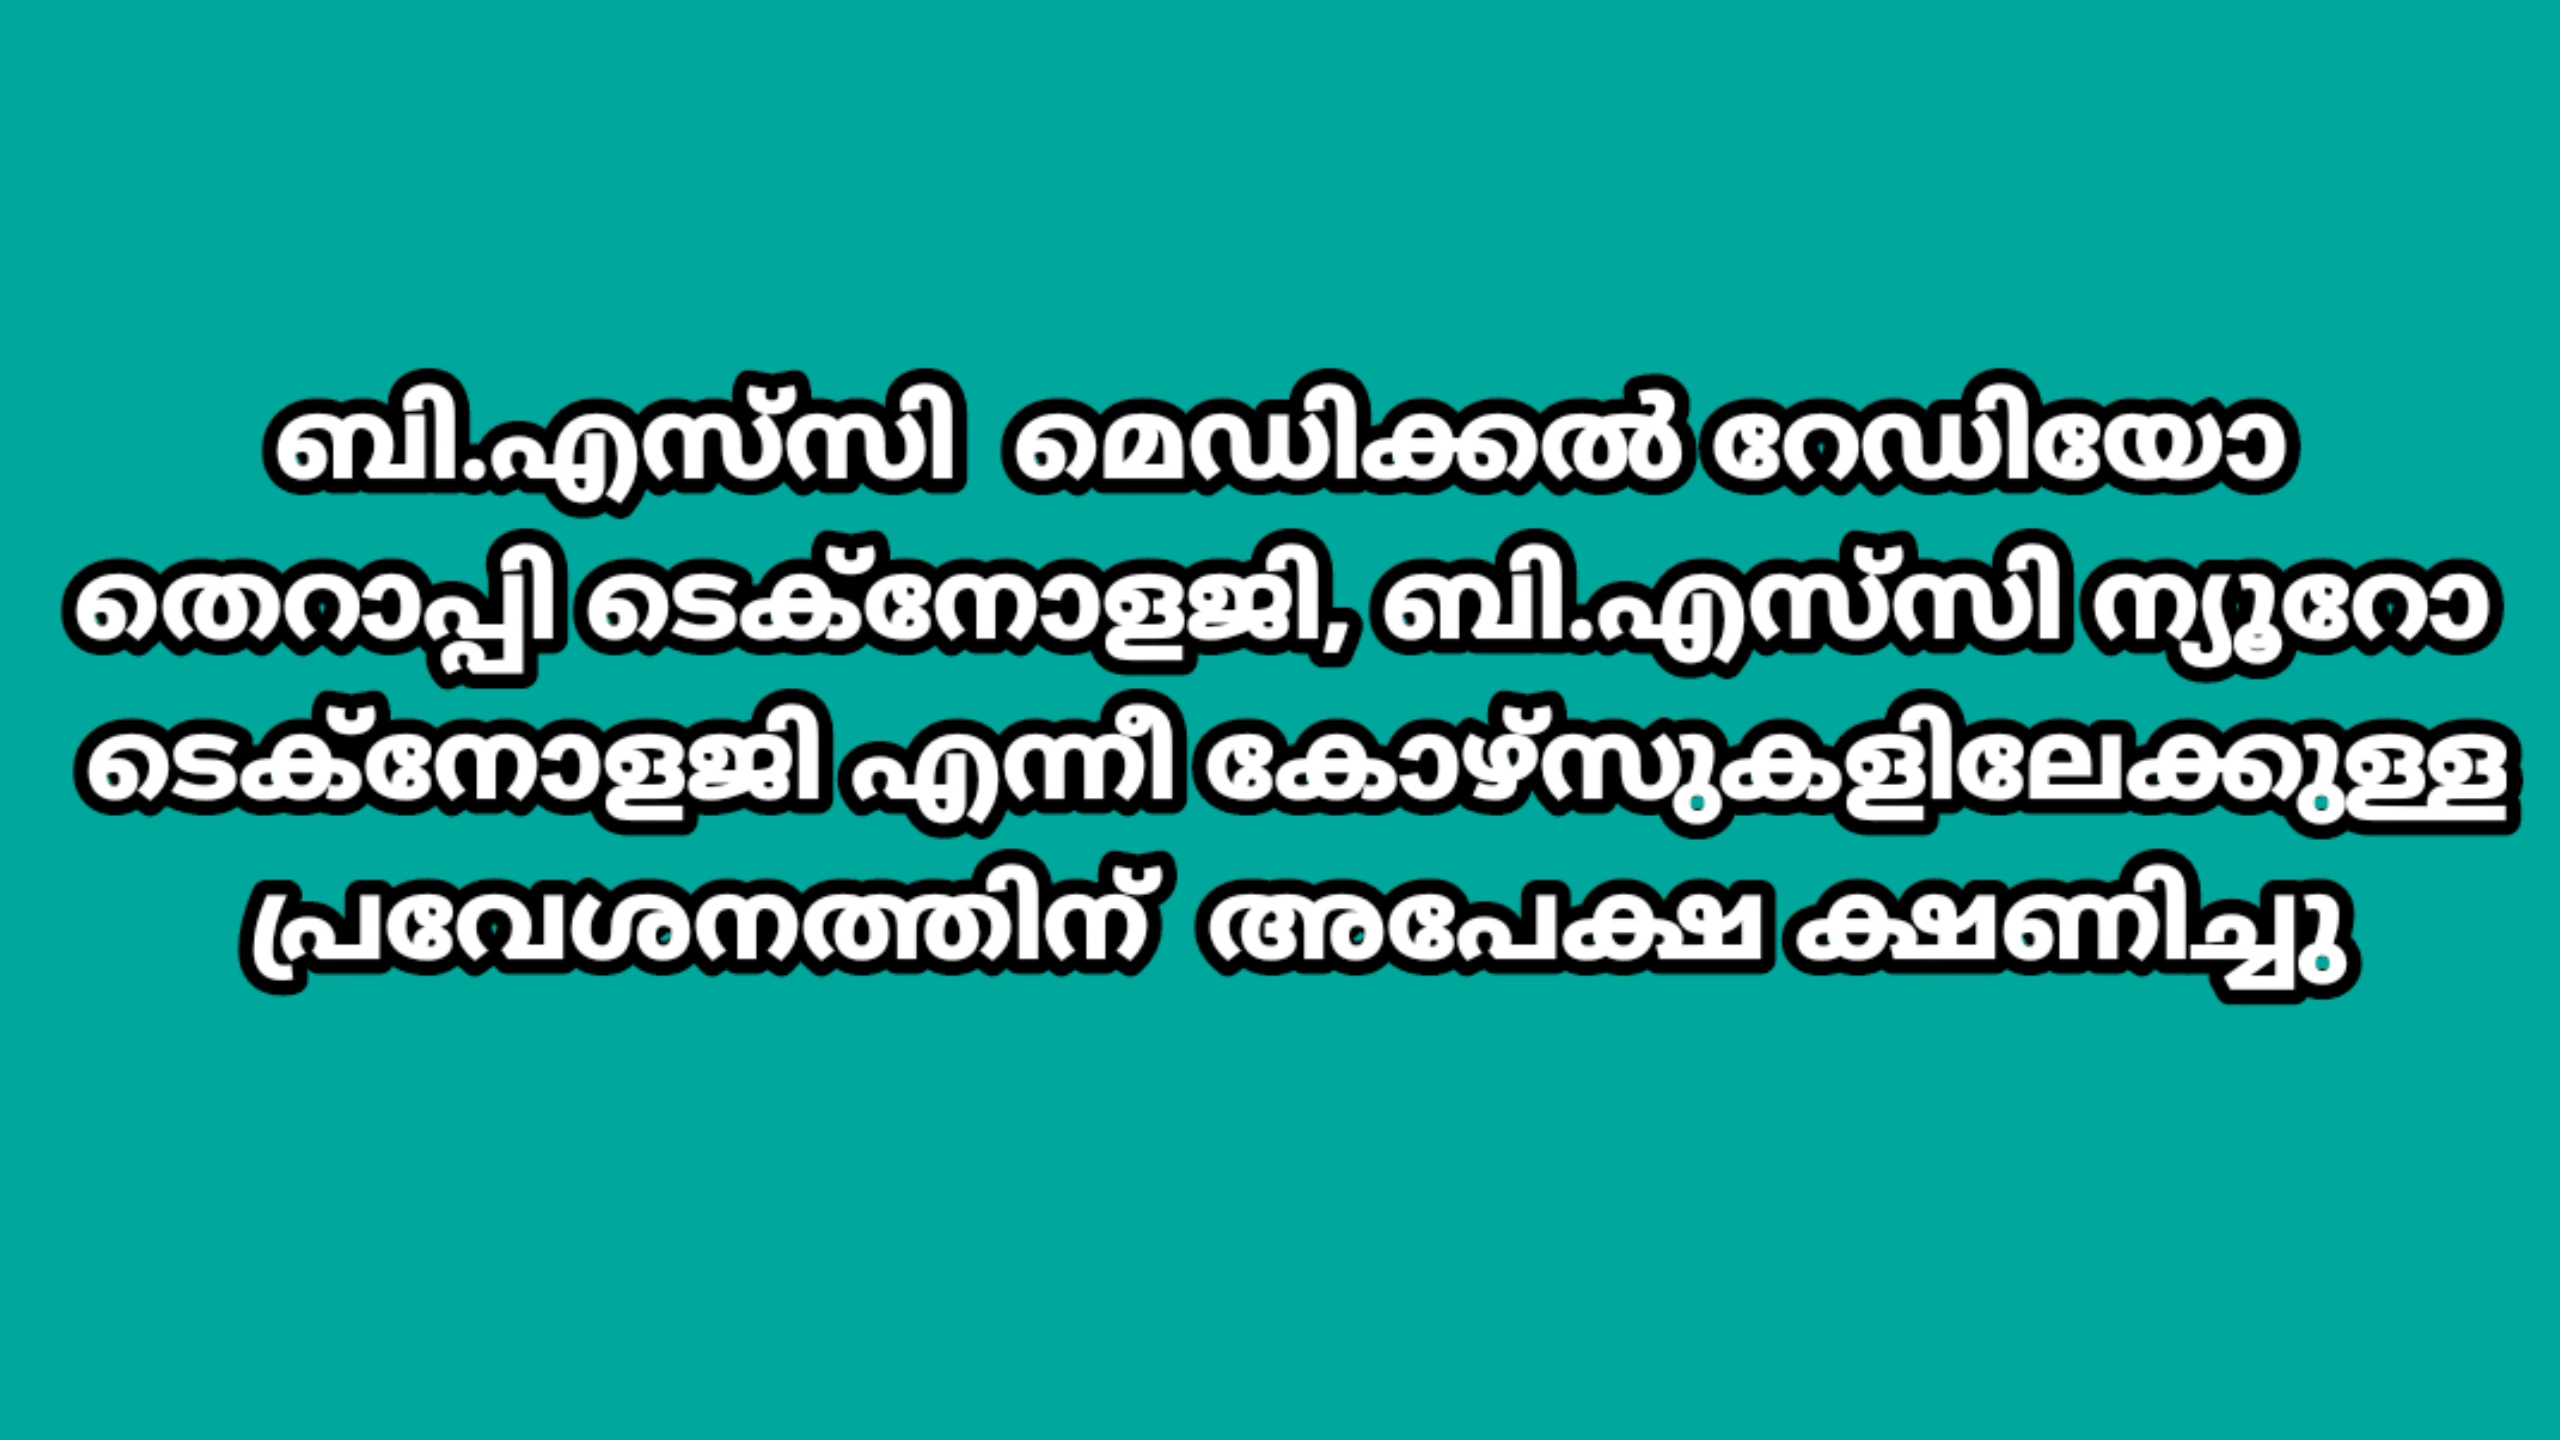 ബി.എസ്സി മെഡിക്കൽ റേഡിയോ
തെറാപ്പി ടെക്നോളജി, ബി.എസ്സി ന്യൂറോ
ടെക്നോളജി എന്നീ കോഴ്സുകളിലേക്കുള്ള
പ്രവേശനത്തിന് അപേക്ഷ ക്ഷണിച്ചു